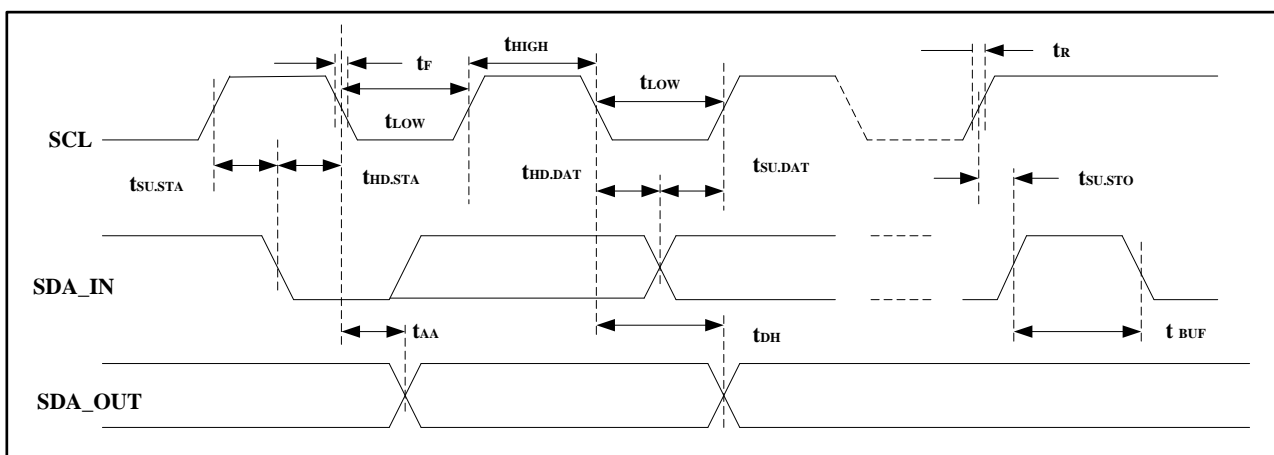 tF
tHIGH
tLOW
tR
SCL
tLOW
tSU.STA
tHD.STA
tHD.DAT
tSU.DAT
tSU.STO
SDA_IN
tAA
tDH
t BUF
SDA_OUT